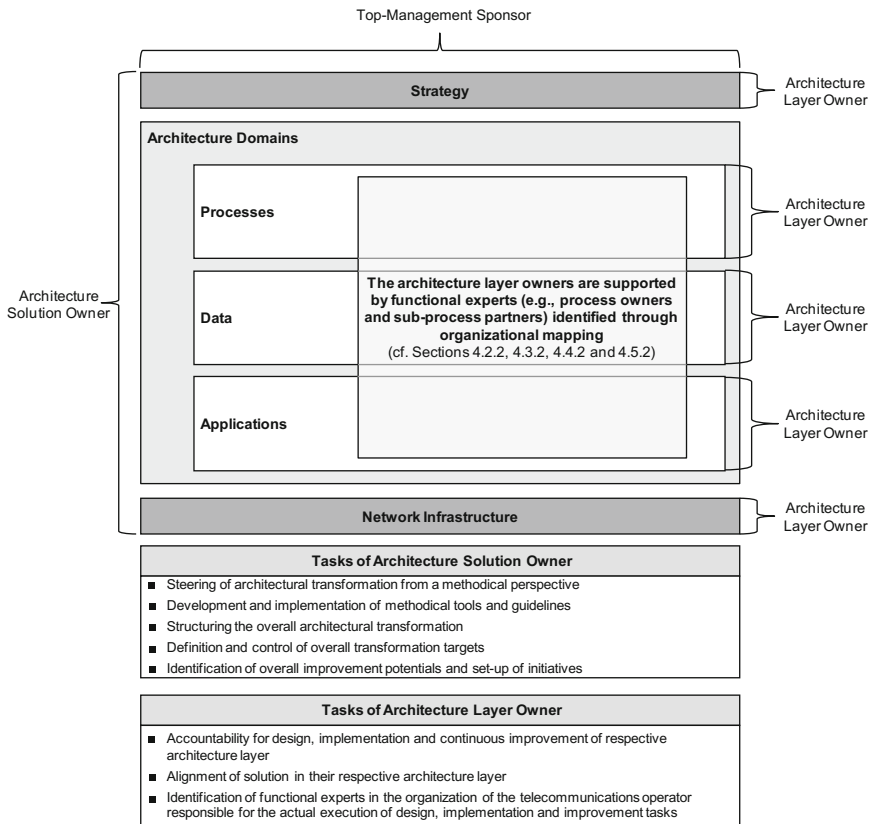 Top-Management Sponsor
Strategy
Architecture
Layer Owner
Architecture Domains
Processes
Architecture
Layer Owner
Architecture
Solution Owner
Data
The architecture layer owners are supported
by functional experts (e.g., process owners
and sub-process partners) identified through
organizational mapping
(cf. Sections 4.2.2, 4.3.2, 4.4.2 and 4.5.2)
Architecture
Layer Owner
Applications
Architecture
Layer Owner
Network Infrastructure
Architecture
Layer Owner
Tasks of Architecture Solution Owner
■ Steering of architectural transformation from a methodical perspective
■ Development and implementation of methodical tools and guidelines
■ Structuring the overall architectural transformation
■ Definition and control of overall transformation targets
■ Identification of overall improvement potentials and set-up of initiatives
Tasks of Architecture Layer Owner
■ Accountability for design, implementation and continuous improvement of respective
architecture layer
■ Alignment of solution in their respective architecture layer
■ Identification of functional experts in the organization of the telecommunications operator
responsible for the actual execution of design, implementation and improvement tasks